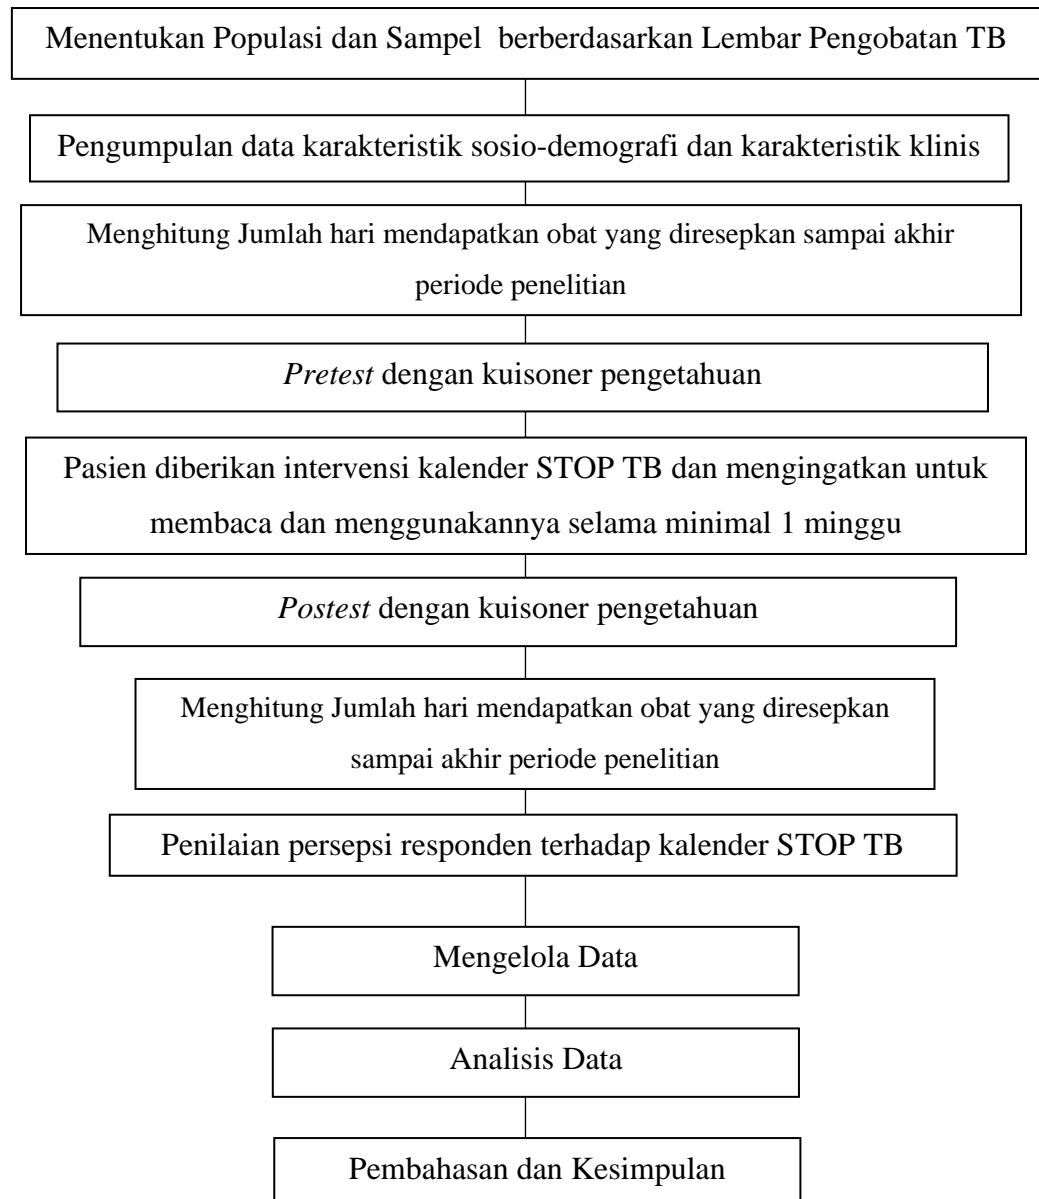 Menentukan Populasi dan Sampel berberdasarkan Lembar Pengobatan TB
Pengumpulan data karakteristik sosio-demografi dan karakteristik klinis
Menghitung Jumlah hari mendapatkan obat yang diresepkan sampai akhir
periode penelitian
Pretest dengan kuisoner pengetahuan
Pasien diberikan intervensi kalender STOP TB dan mengingatkan untuk
membaca dan menggunakannya selama minimal 1 minggu
Postest dengan kuisoner pengetahuan
Menghitung Jumlah hari mendapatkan obat yang diresepkan
sampai akhir periode penelitian
Penilaian persepsi responden terhadap kalender STOP TB
Mengelola Data
Analisis Data
Pembahasan dan Kesimpulan